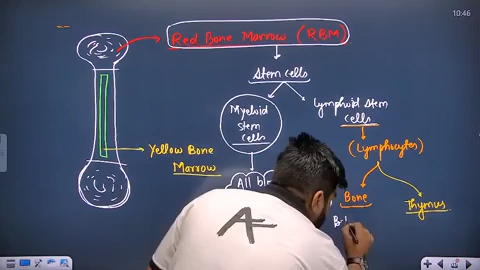 10:46
Red Bone Marrow (RBM)
Stem cells
Myeloid
stem
cells
Lymphoid stem
cells
(Lymphocytes)
Yellow Bone
Marrow
All
Bone
Thymus